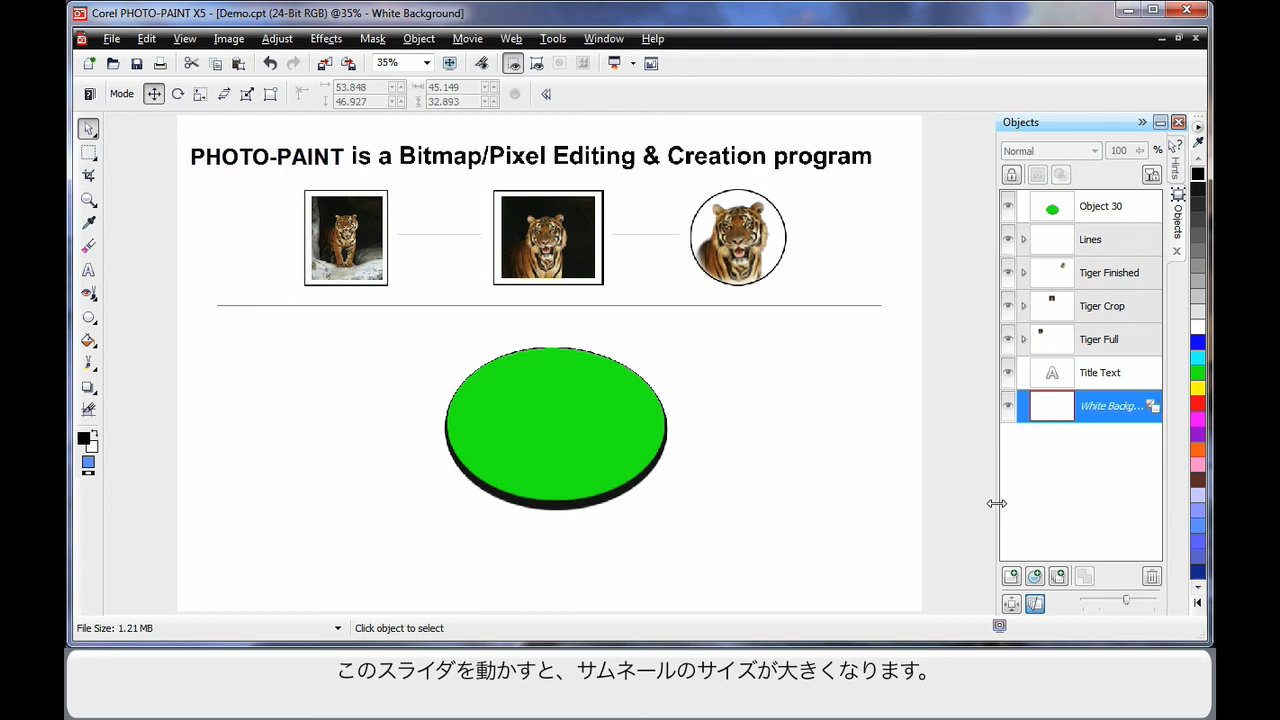 Corel PHOTO-PAINT X5 - [Demo.cpt (24-Bit RGB) @35% - White Background]
File Edit View Image Adjust Effects Mask Object Movie Web Tools Window Help
35%
Mode
53.848
46.927
45.149
32.893
Objects
Normal
100
%
Hints
Objects
PHOTO-PAINT is a Bitmap/Pixel Editing & Creation program
Object 30
Lines
Tiger Finished
Tiger Crop
Tiger Full
Title Text
White Backg...
File Size: 1.21 MB
Click object to select
このスライダを動かすと、サムネールのサイズが大きくなります。